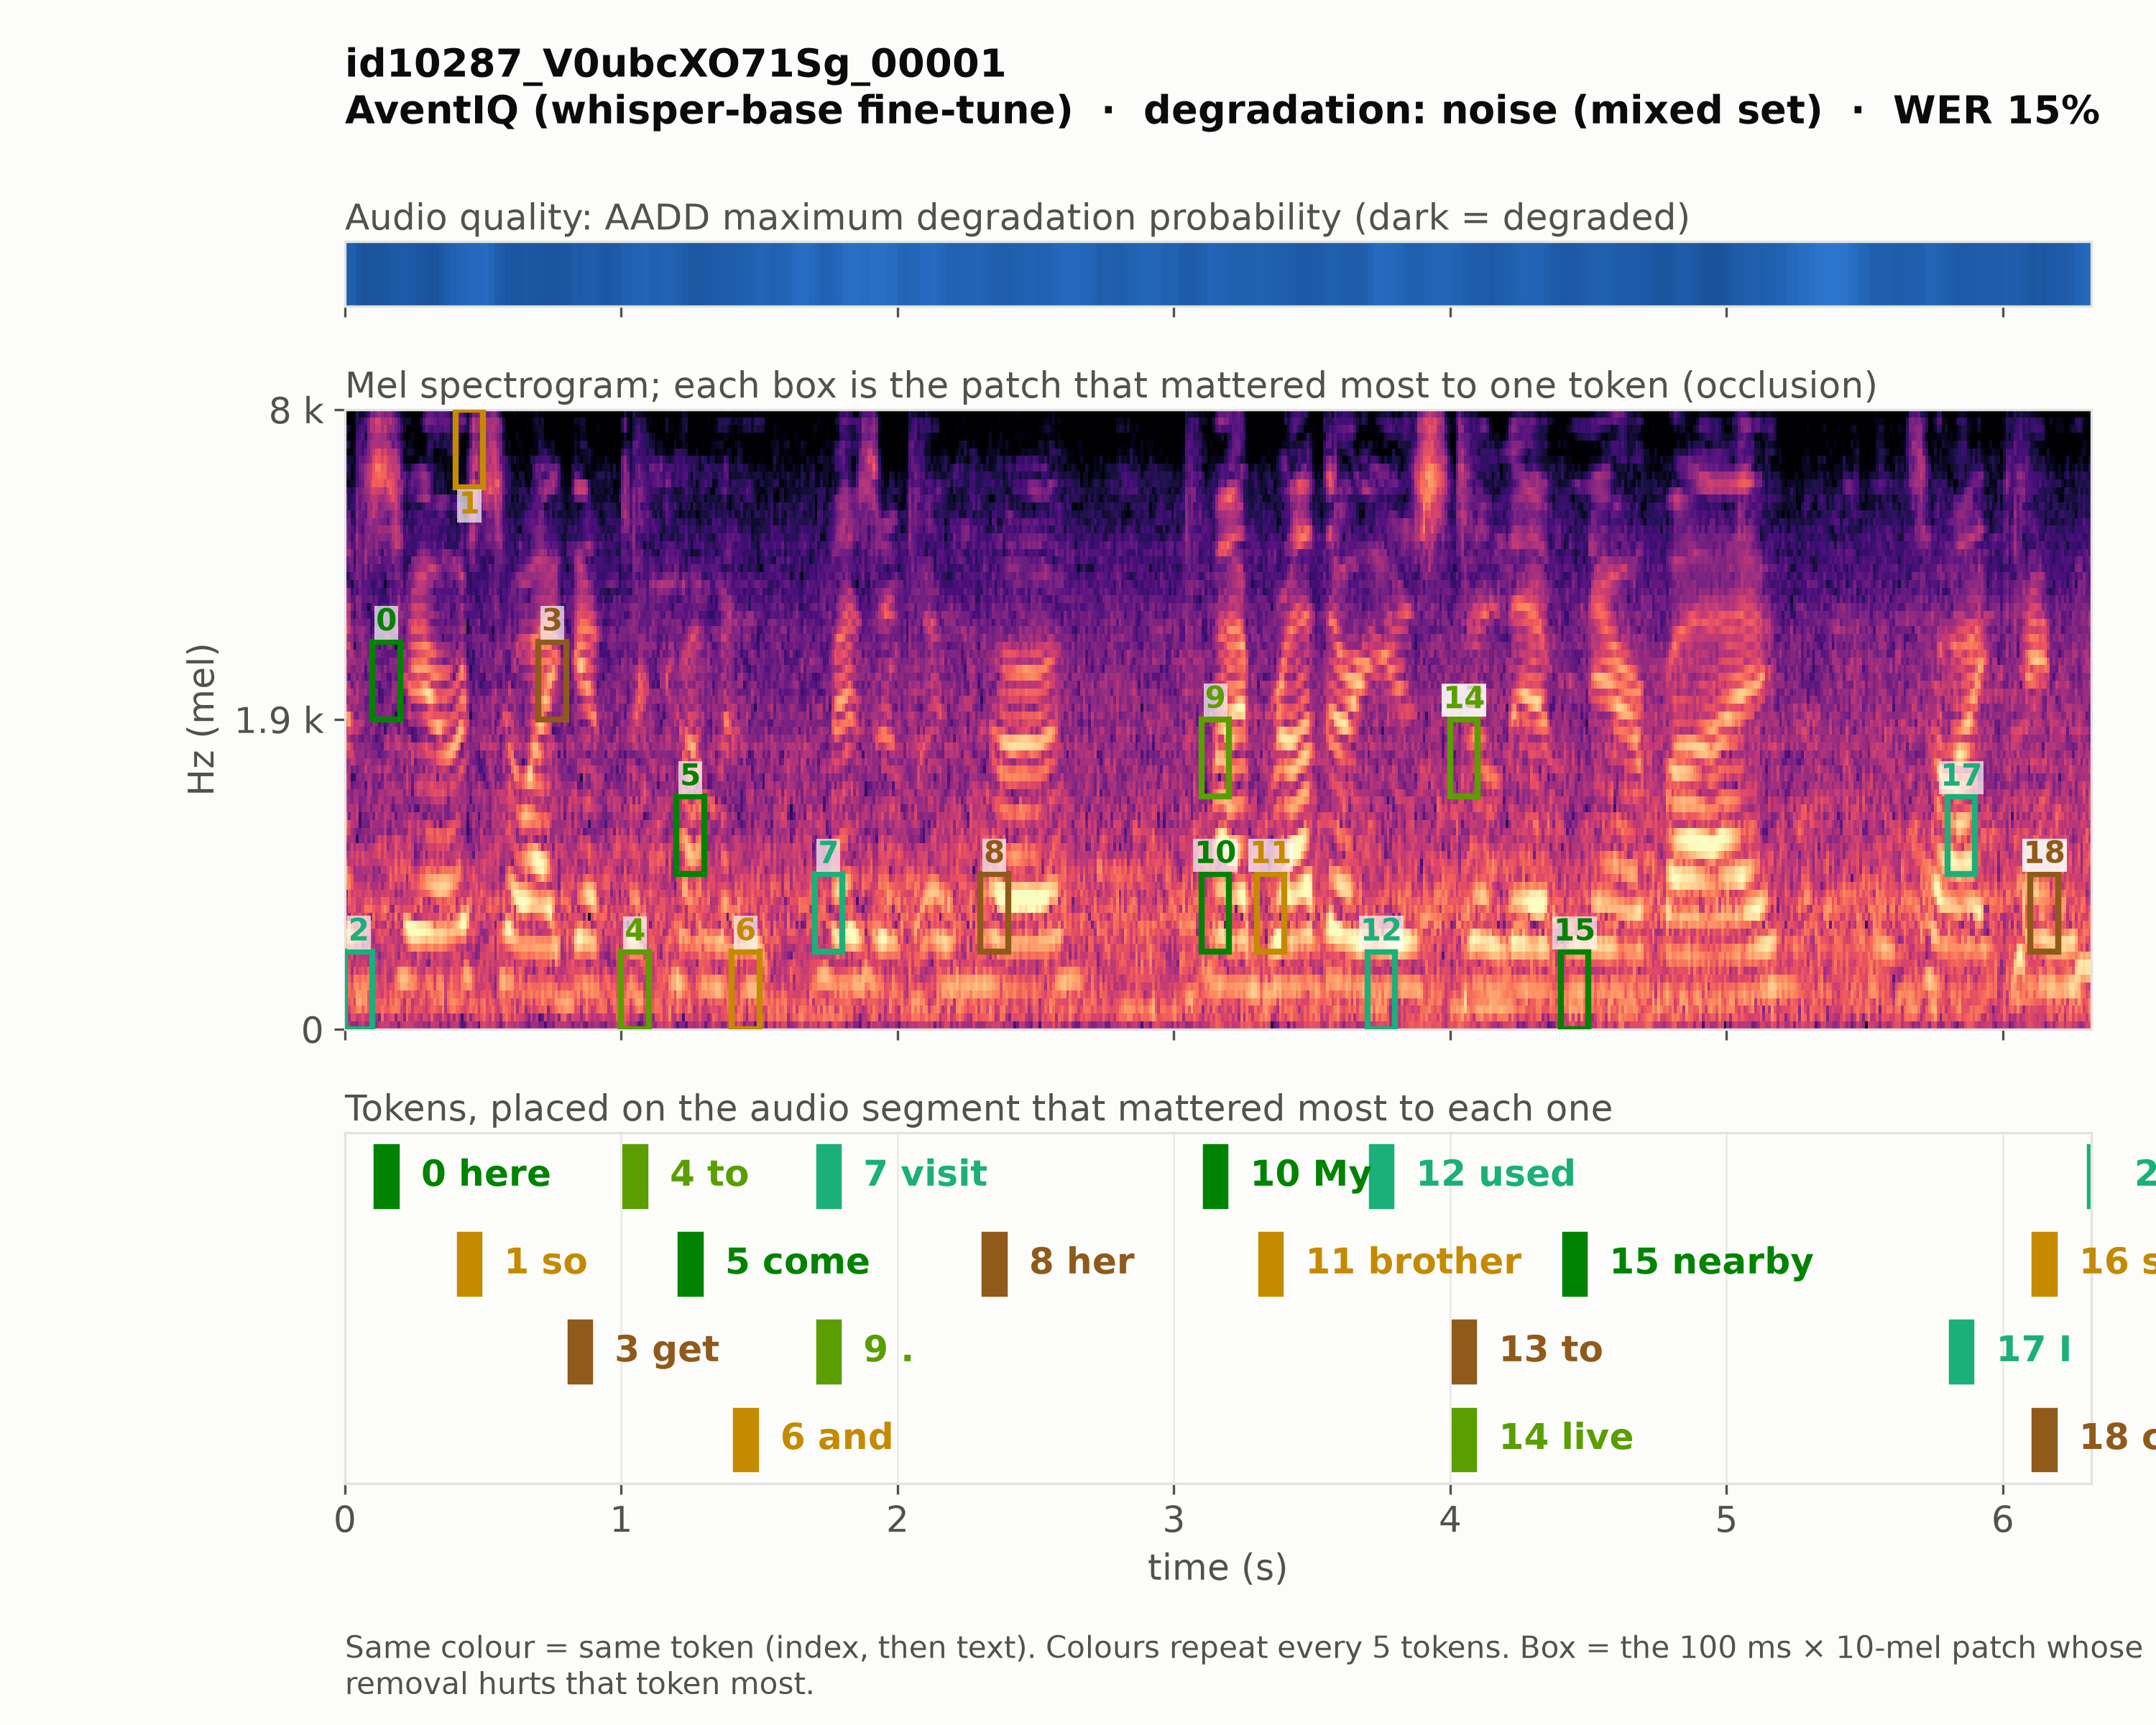 id10287_V0ubcXO71Sg_00001
AventIQ (whisper-base fine-tune) · degradation: noise (mixed set) · WER 15%
Audio quality: AADD maximum degradation probability (dark = degraded)
Mel spectrogram; each box is the patch that mattered most to one token (occlusion)
8 k
1
0
3
Hz (mel)
1.9 k
9
14
5
17
7
8
10
11
18
2
4
6
12
15
0
Tokens, placed on the audio segment that mattered most to each one
0 here
4 to
7 visit
10 My
12 used
2
1 so
5 come
8 her
11 brother
15 nearby
16 s
3 get
9 .
13 to
17 I
6 and
14 live
18
0 1 2 3 4 5 6
time (s)
Same colour = same token (index, then text). Colours repeat every 5 tokens. Box = the 100 ms × 10-mel patch whose
removal hurts that token most.